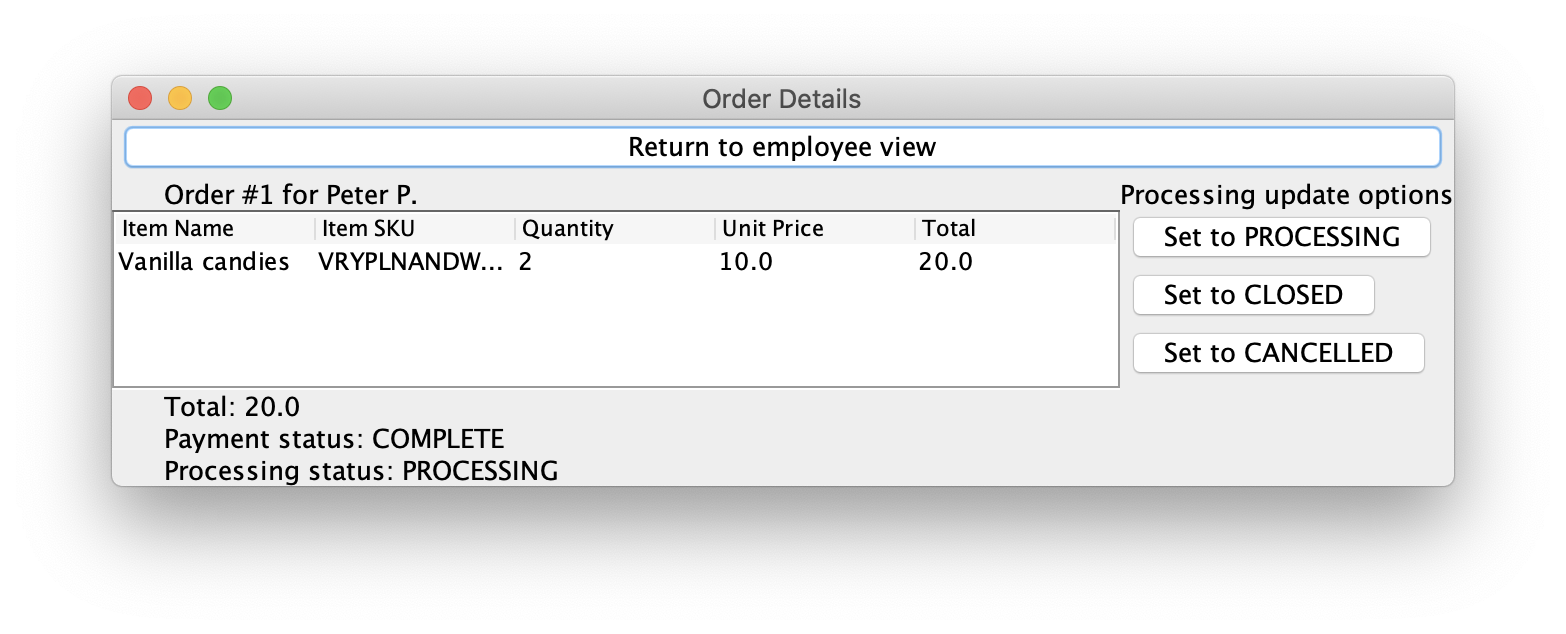 Order Details
Return to employee view
Order #1 for Peter P.
Processing update options
Item Name Item SKU Quantity Unit Price Total
Vanilla candies VRYPLNANDW... 2 10.0 20.0
Set to PROCESSING
Set to CLOSED
Set to CANCELLED
Total: 20.0
Payment status: COMPLETE
Processing status: PROCESSING